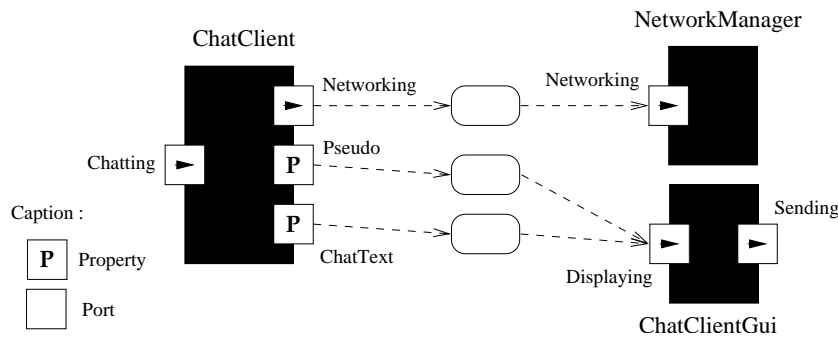 NetworkManager
ChatClient
Networking
Networking
Pseudo
Chatting
P
Caption :
P
Sending
P
Property
ChatText
Displaying
Port
ChatClientGui